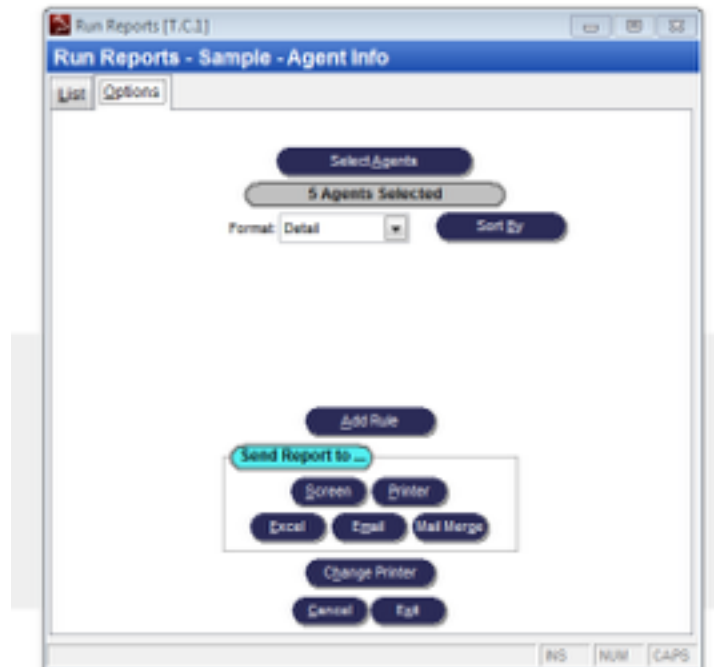 Run Reports [T.C.1]
Run Reports - Sample - Agent Info
List Options
Select Agents
5 Agents Selected
Format: Detail Sort By
Add Rule
Send Report to ...
Screen Printer
Excel Email Mail Merge
Change Printer
Cancel Exit
INS NUM CAPS